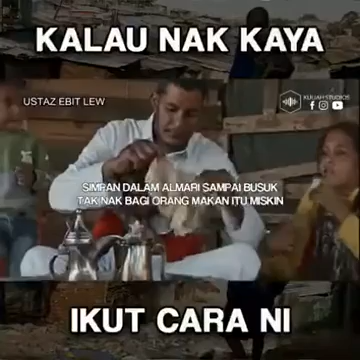 KALAU NAK KAYA
USTAZ EBIT LEW
KULIAH STUDIOS
SIMPAN DALAM ALMARI SAMPAI BUSUK
TAK NAK BAGI ORANG MAKAN ITU MISKIN
IKUT CARA NI